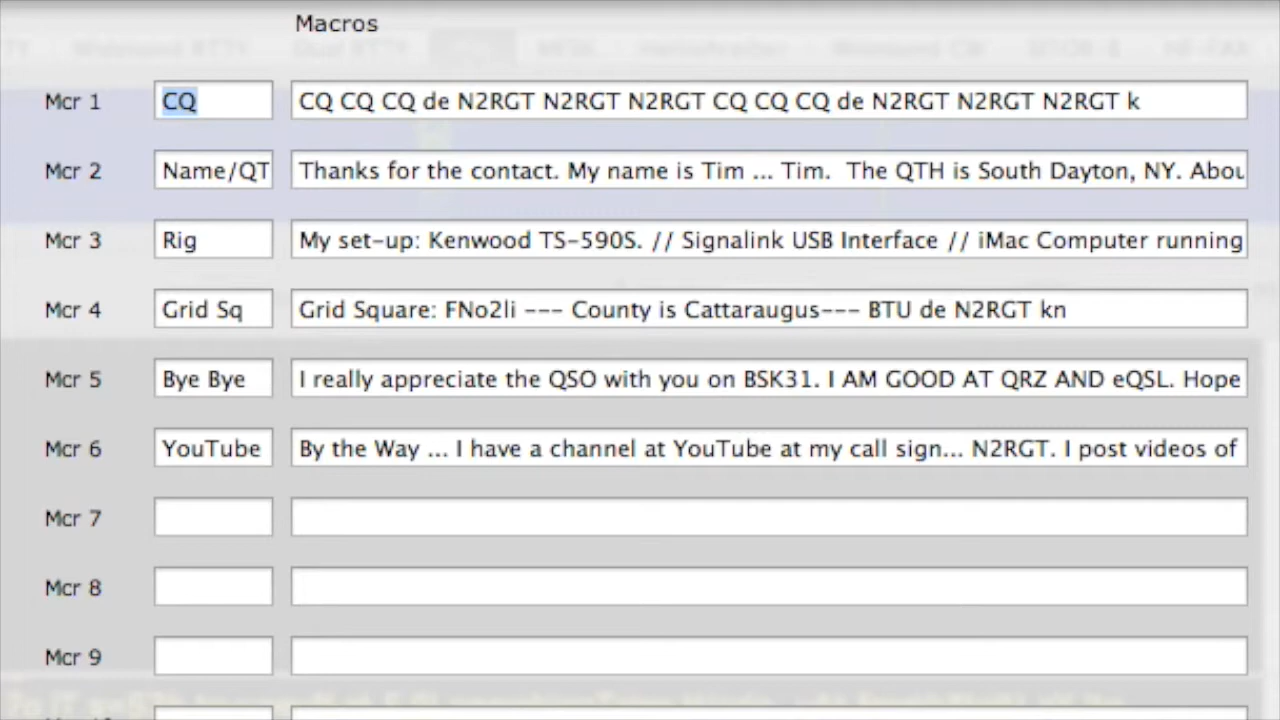 Macros
Mcr 1 CQ CQ CQ CQ de N2RGT N2RGT N2RGT CQ CQ CQ de N2RGT N2RGT N2RGT k
Mcr 2 Name/QT Thanks for the contact. My name is Tim ... Tim.  The QTH is South Dayton, NY. Abou
Mcr 3 Rig My set-up: Kenwood TS-590S. // Signalink USB Interface // iMac Computer running
Mcr 4 Grid Sq Grid Square: FNo2li --- County is Cattaraugus--- BTU de N2RGT kn
Mcr 5 Bye Bye I really appreciate the QSO with you on BSK31. I AM GOOD AT QRZ AND eQSL. Hope
Mcr 6 YouTube By the Way ... I have a channel at YouTube at my call sign... N2RGT. I post videos of
Mcr 7
Mcr 8
Mcr 9